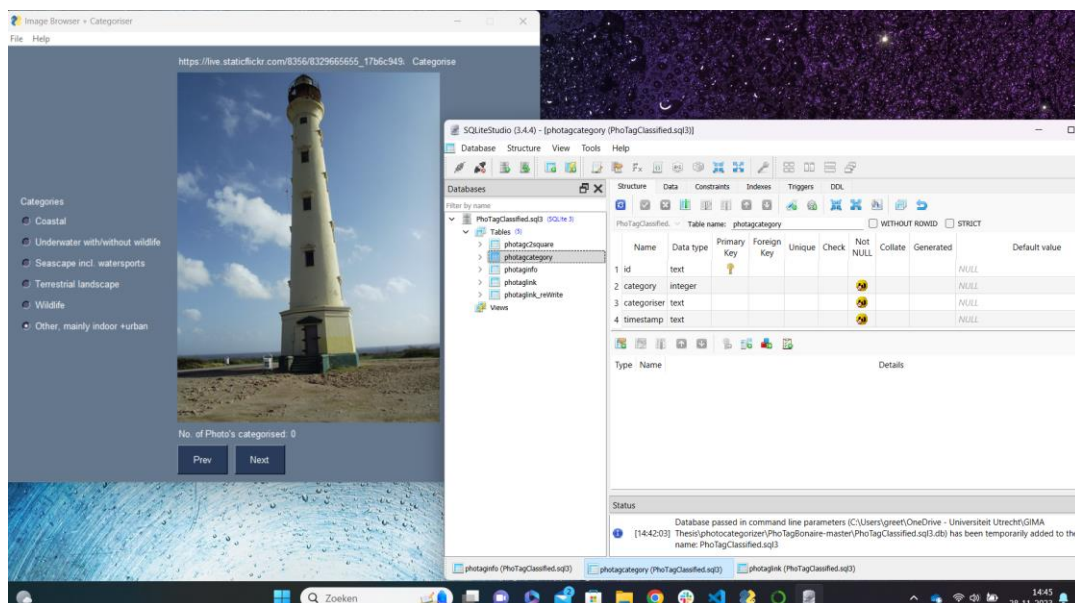 Image Browser + Categoriser
File Help
https://live.staticflickr.com/8356/8329665655_17b6c949 Categorise
Categories
Coastal
Underwater with/without wildlife
Seascape incl. watersports
Terrestrial landscape
Wildlife
Other, mainly indoor +urban
No. of Photo's categorised: 0
Prev Next
SQLiteStudio (3.4.4) - [photagcategory (PhoTagClassified.sql3)]
Database Structure View Tools Help
Databases
Filter by name
PhoTagClassified.sql3 (SQLite 3)
Tables (5)
photagc2square
photagcategory
photaginfo
photaglink
photaglink_reWrite
Views
Structure Data Constraints Indexes Triggers DDL
PhoTagClassified. Table name: photagcategory WITHOUT ROWID STRICT
Name Data type Primary Key Foreign Key Unique Check Not NULL Collate Generated Default value
1 id text NULL
2 category integer NULL
3 categoriser text NULL
4 timestamp text NULL
Type Name Details
Status
[14:42:03] Database passed in command line parameters (C:\Users\greet\OneDrive - Universiteit Utrecht\GIMA
Thesis\photocategorizer\PhoTagBonaire-master\PhoTagClassified.sql3.db) has been temporarily added to the
name: PhoTagClassified.sql3
photaginfo (PhoTagClassified.sql3) photagcategory (PhoTagClassified.sql3) photaglink (PhoTagClassified.sql3)
Zoeken
14:45